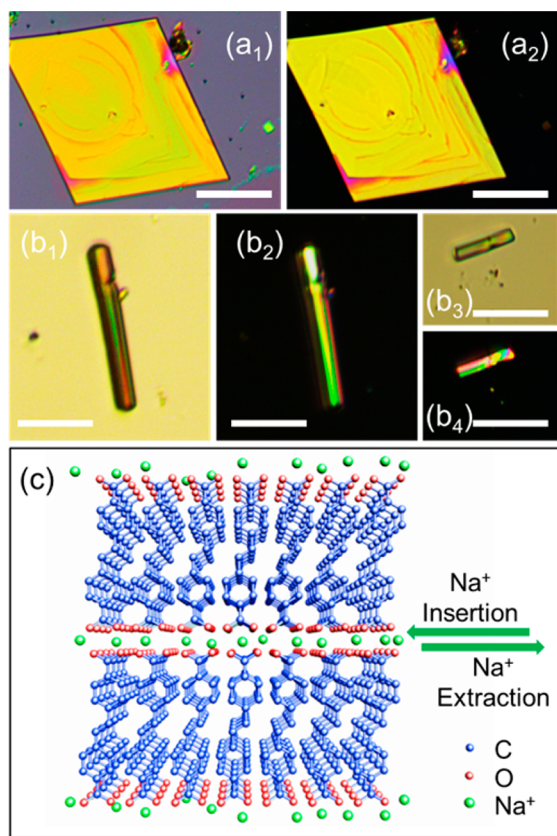 (a₁)
(a₂)
(b₁)
(b₂)
(b₃)
(b₄)
(c)
Na⁺
Insertion
Na⁺
Extraction
C
O
Na⁺